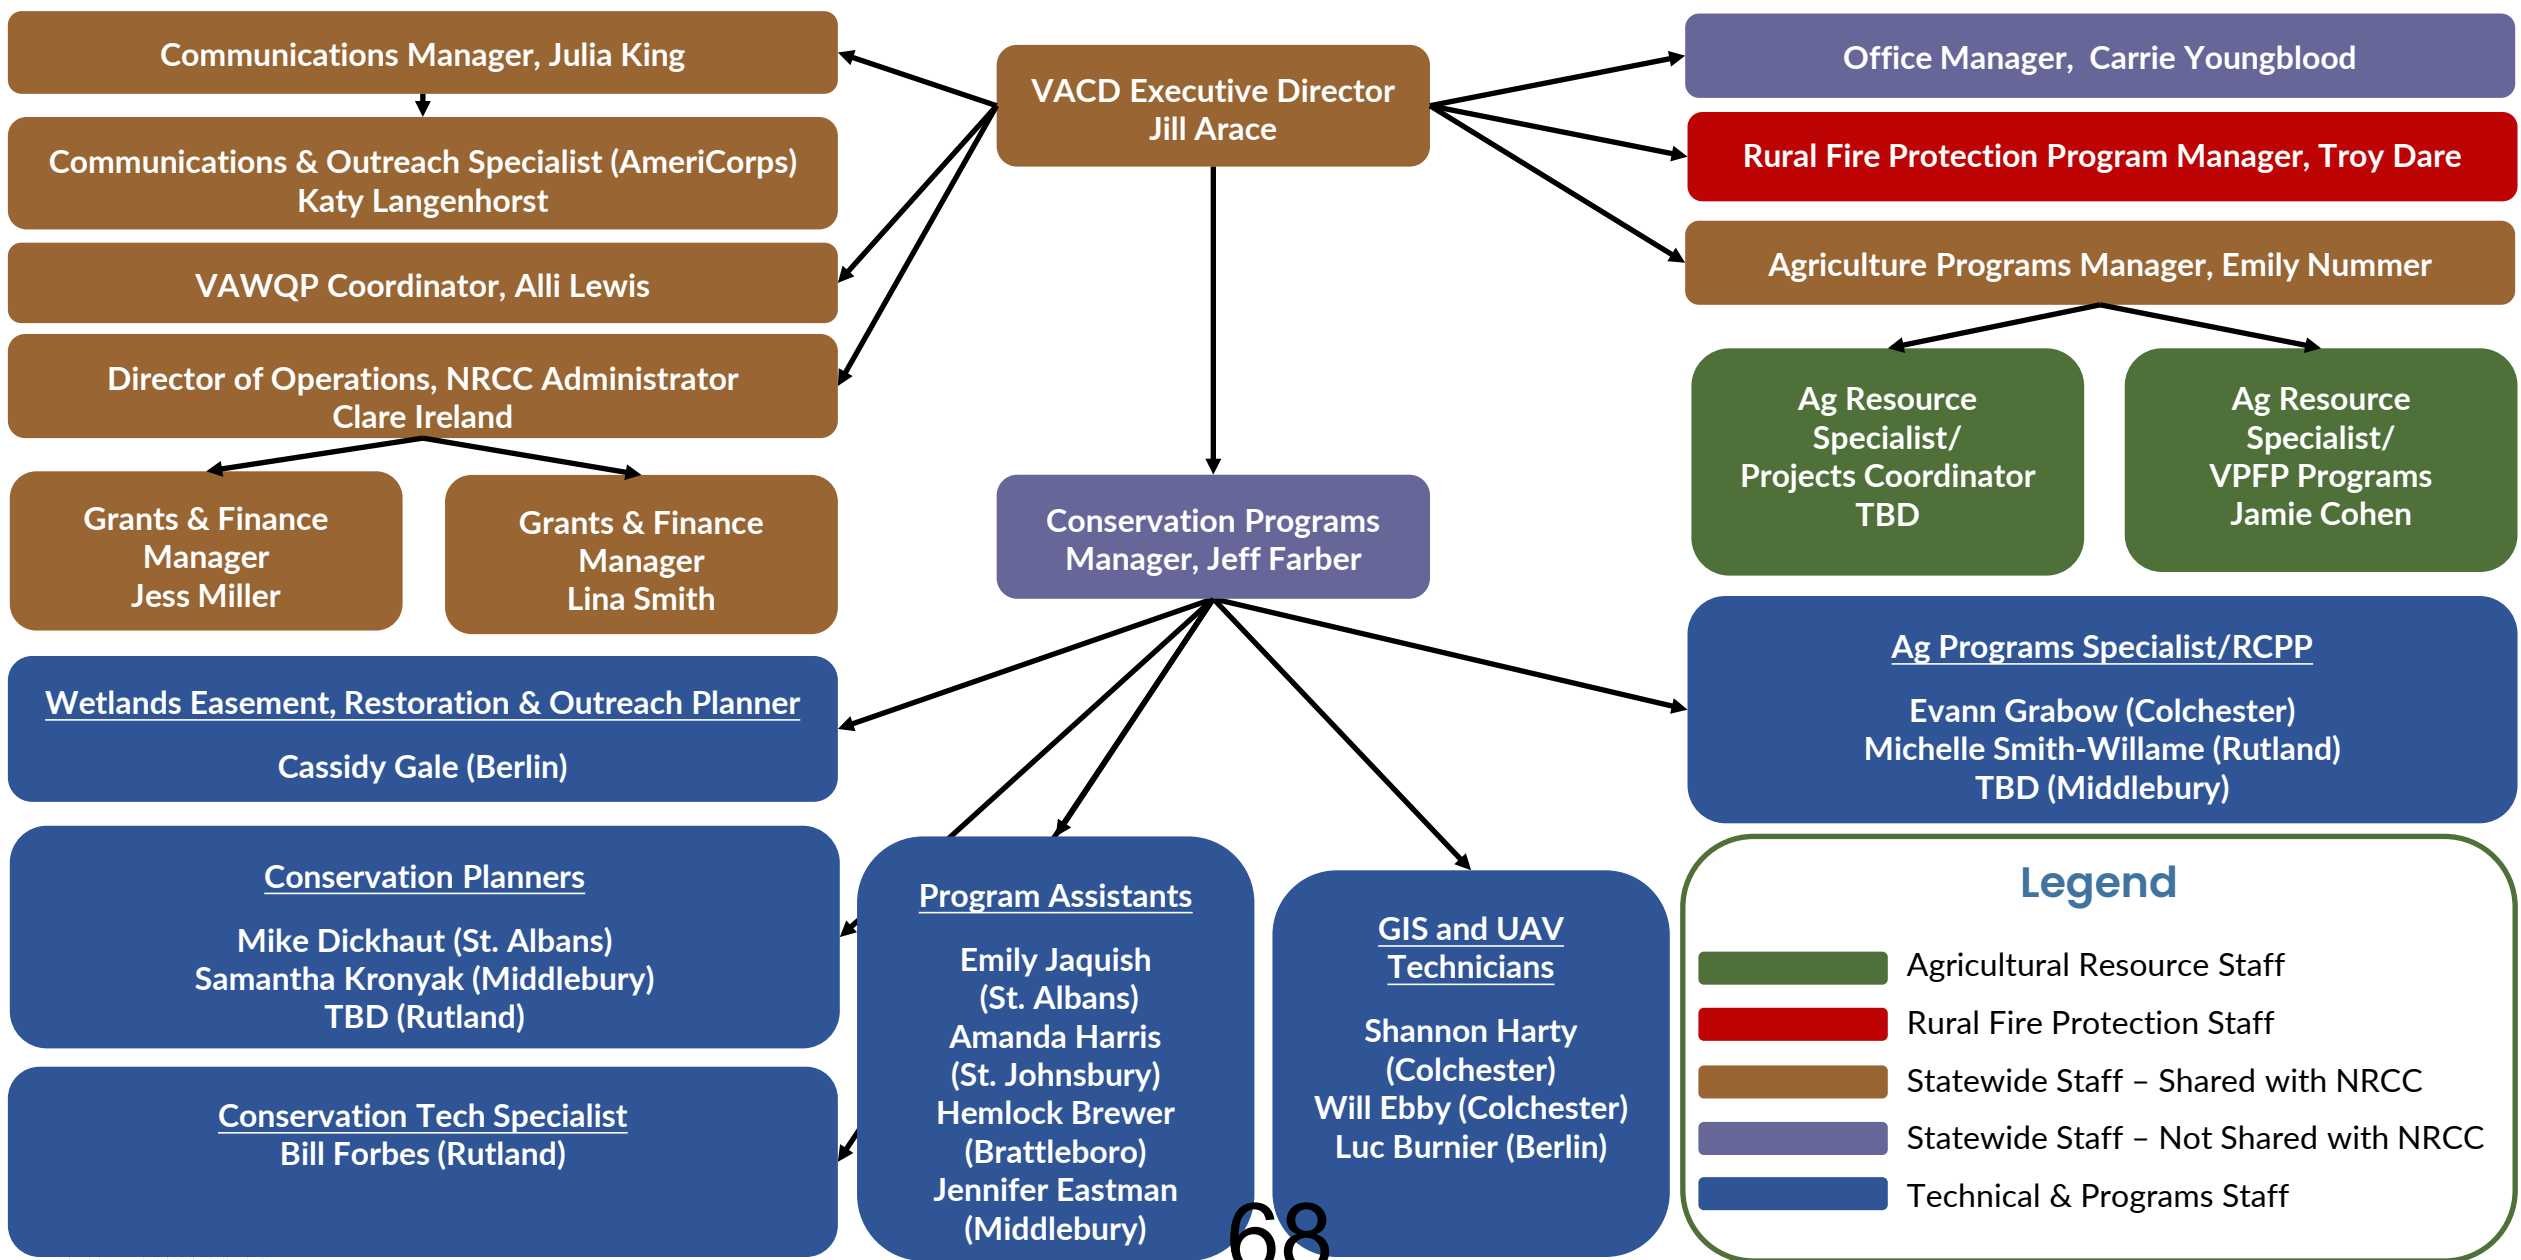 Communications Manager, Julia King
Communications & Outreach Specialist (AmeriCorps)
Katy Langenhorst
VAWQP Coordinator, Alli Lewis
Director of Operations, NRCC Administrator
Clare Ireland
Grants & Finance
Manager
Jess Miller
Grants & Finance
Manager
Lina Smith
VACD Executive Director
Jill Arace
Conservation Programs
Manager, Jeff Farber
Office Manager, Carrie Youngblood
Rural Fire Protection Program Manager, Troy Dare
Agriculture Programs Manager, Emily Nummer
Ag Resource
Specialist/
Projects Coordinator
TBD
Ag Resource
Specialist/
VPFP Programs
Jamie Cohen
Wetlands Easement, Restoration & Outreach Planner
Cassidy Gale (Berlin)
Conservation Planners
Mike Dickhaut (St. Albans)
Samantha Kronyak (Middlebury)
TBD (Rutland)
Conservation Tech Specialist
Bill Forbes (Rutland)
Program Assistants
Emily Jaquish
(St. Albans)
Amanda Harris
(St. Johnsbury)
Hemlock Brewer
(Brattleboro)
Jennifer Eastman
(Middlebury)
GIS and UAV
Technicians
Shannon Harty
(Colchester)
Will Ebby (Colchester)
Luc Burnier (Berlin)
Ag Programs Specialist/RCPP
Evann Grabow (Colchester)
Michelle Smith-Willame (Rutland)
TBD (Middlebury)
Legend
Agricultural Resource Staff
Rural Fire Protection Staff
Statewide Staff – Shared with NRCC
Statewide Staff – Not Shared with NRCC
Technical & Programs Staff
68